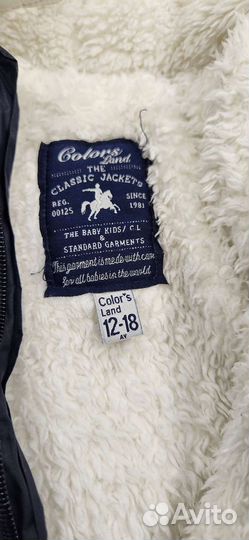 Colors
Land
THE
CLASSIC JACKETS
REG. 00125
SINCE 1981
THE BABY KIDS/ C.L
&
STANDARD GARMENTS
This garment is made with care
for all babies in the world
Color's
Land
12-18
AY
Avito